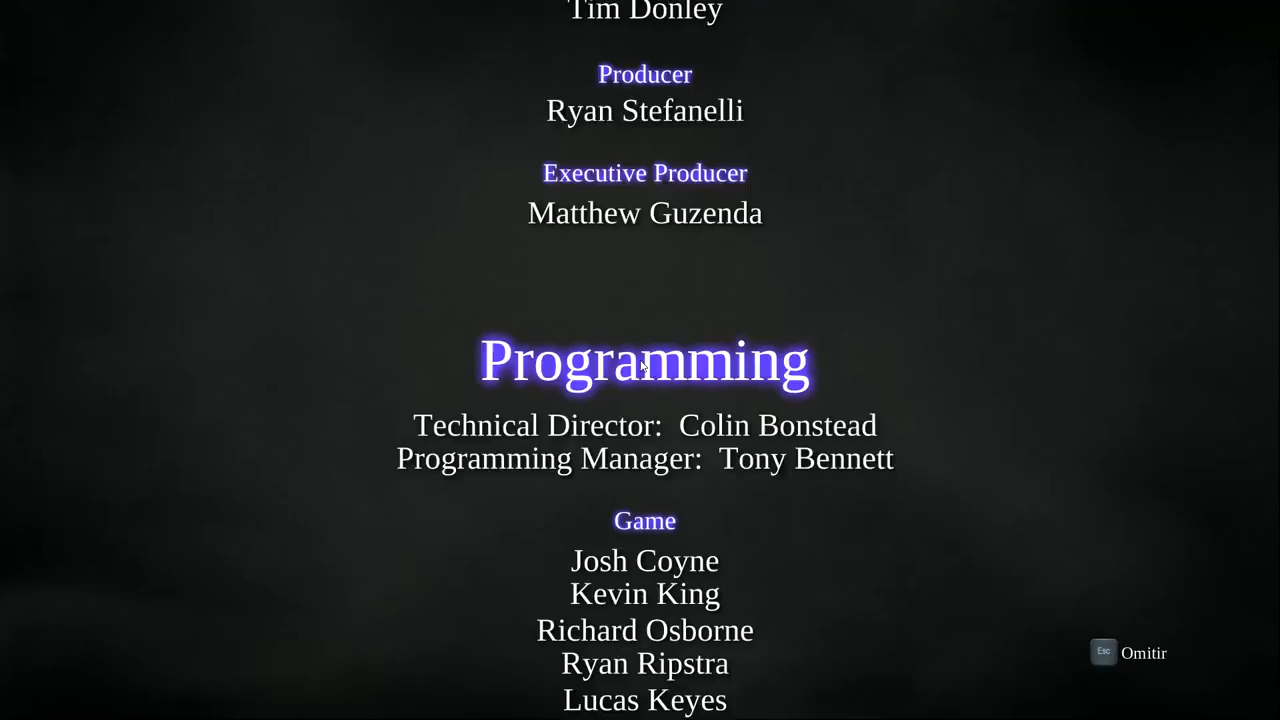 Tim Donley
Producer
Ryan Stefanelli
Executive Producer
Matthew Guzenda
Programming
Technical Director:  Colin Bonstead
Programming Manager:  Tony Bennett
Game
Josh Coyne
Kevin King
Richard Osborne
Ryan Ripstra
Esc Omitir
Lucas Keyes